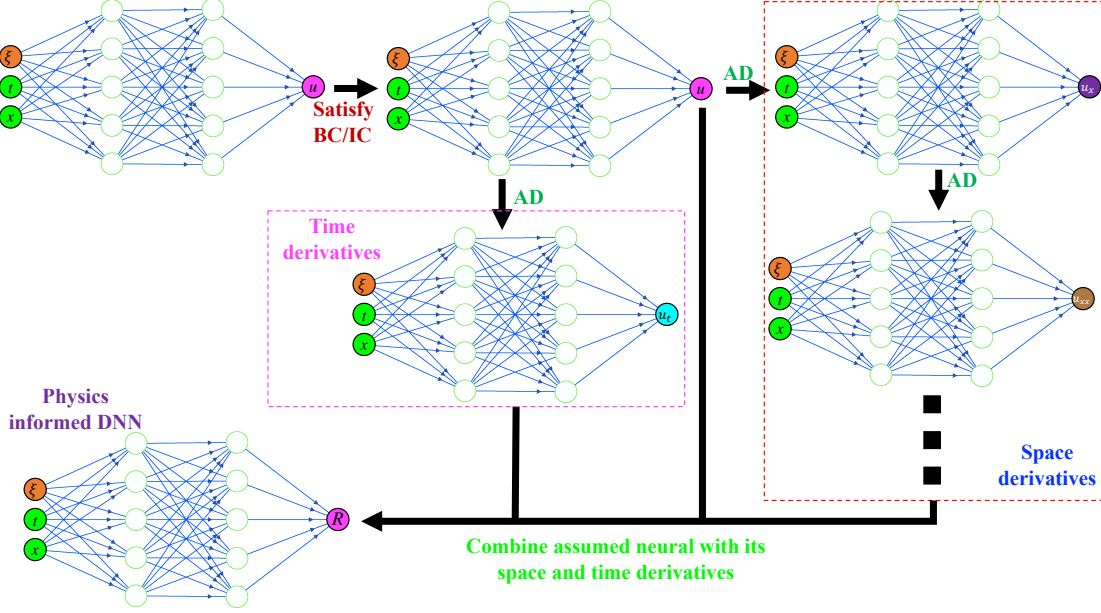 ξ
t
x
u
Satisfy
BC/IC
ξ
t
x
u
AD
ξ
t
x
u_x
AD
AD
Time
derivatives
ξ
t
x
u_t
ξ
t
x
u_xx
Physics
informed DNN
ξ
t
x
R
Space
derivatives
Combine assumed neural with its
space and time derivatives